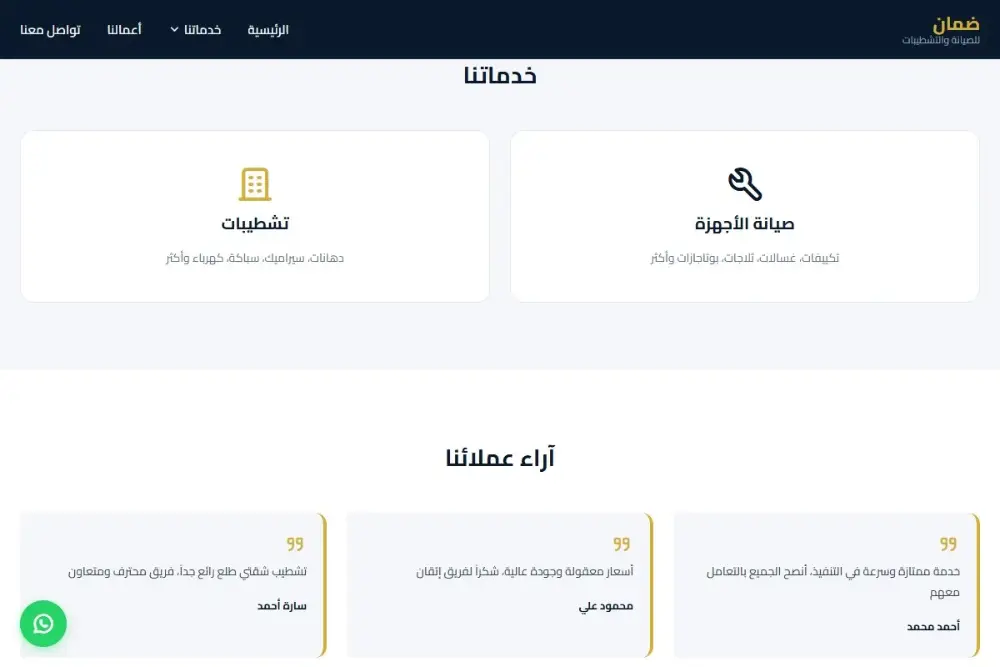 ضمان
للصيانة والتشطيبات
الرئيسية
خدماتنا
أعمالنا
تواصل معنا
خدماتنا
صيانة الأجهزة
تكييفات، غسالات، ثلاجات، بوتاجازات وأكثر
تشطيبات
دهانات، سيراميك، سباكة، كهرباء وأكثر
آراء عملائنا
خدمة ممتازة وسرعة في التنفيذ، أنصح الجميع بالتعامل
معهم
أحمد محمد
أسعار معقولة وجودة عالية، شكراً لفريق إتقان
محمود علي
تشطيب شقتي طلع رائع جداً، فريق محترف ومتعاون
سارة أحمد